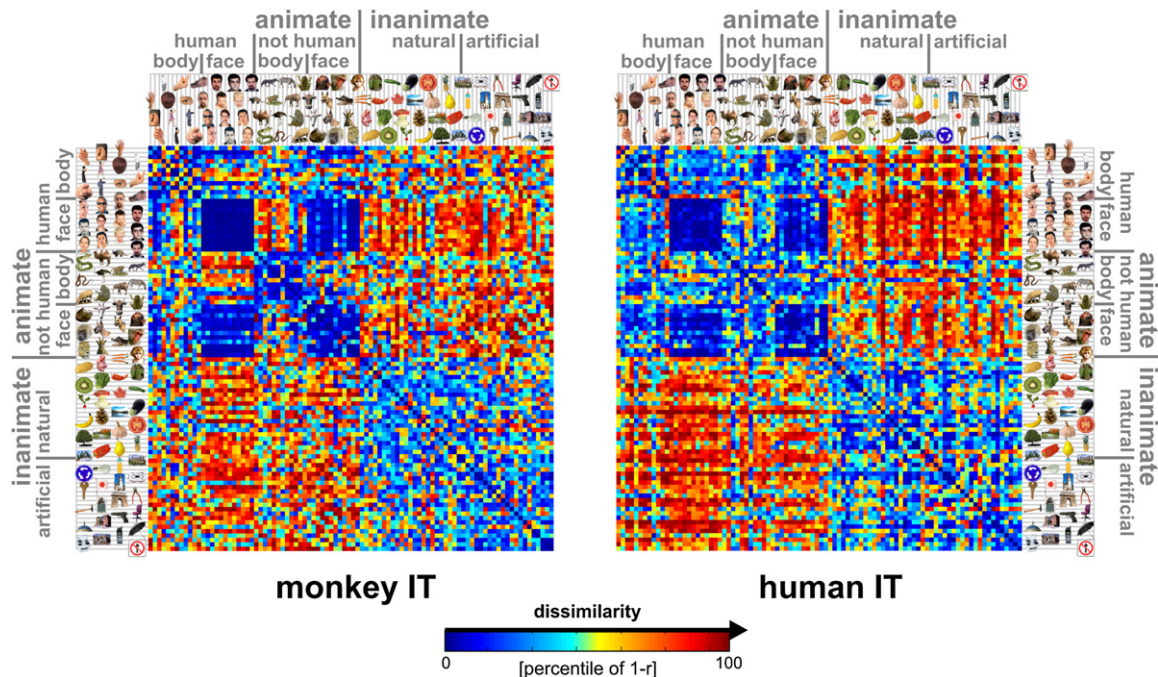 animate inanimate
human not human natural artificial
body face body face
animate inanimate
human not human natural artificial
body face body face
animate
human
body
face
not human
body
face
inanimate
natural
artificial
human
body
face
animate
not human
body
face
inanimate
natural
artificial
monkey IT
human IT
dissimilarity
0 [percentile of 1-r] 100